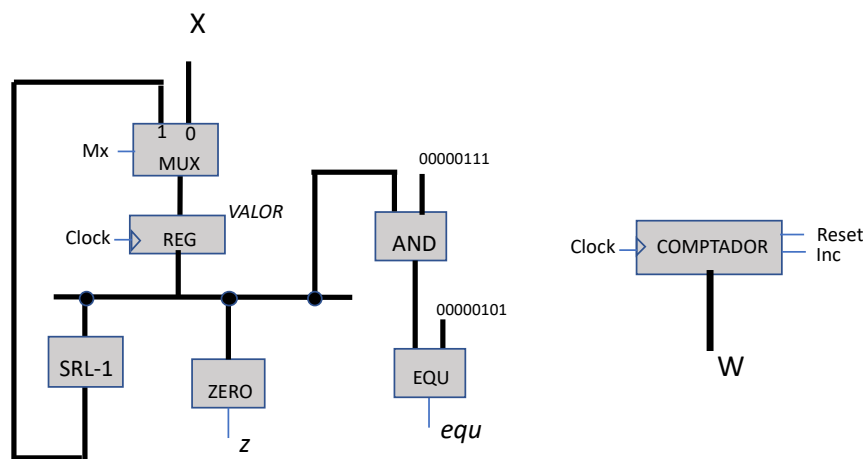 X
1 0
Mx
MUX
00000111
VALOR
Clock
REG
AND
Clock
COMPTADOR
Reset
Inc
00000101
SRL-1
ZERO
EQU
W
z
equ